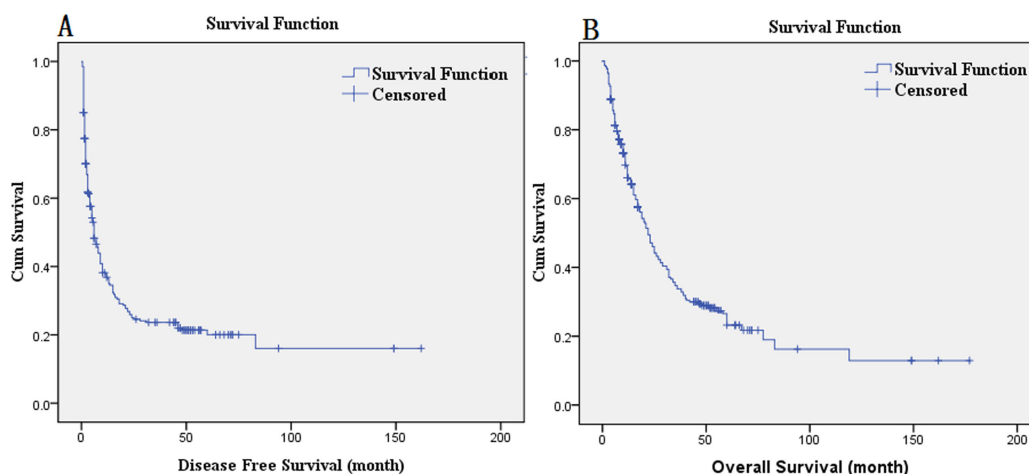 A
Survival Function
Survival Function
Censored
Cum Survival
1.0
0.8
0.6
0.4
0.2
0.0
0
50
100
150
200
Disease Free Survival (month)
B
Survival Function
Survival Function
Censored
Cum Survival
1.0
0.8
0.6
0.4
0.2
0.0
0
50
100
150
200
Overall Survival (month)